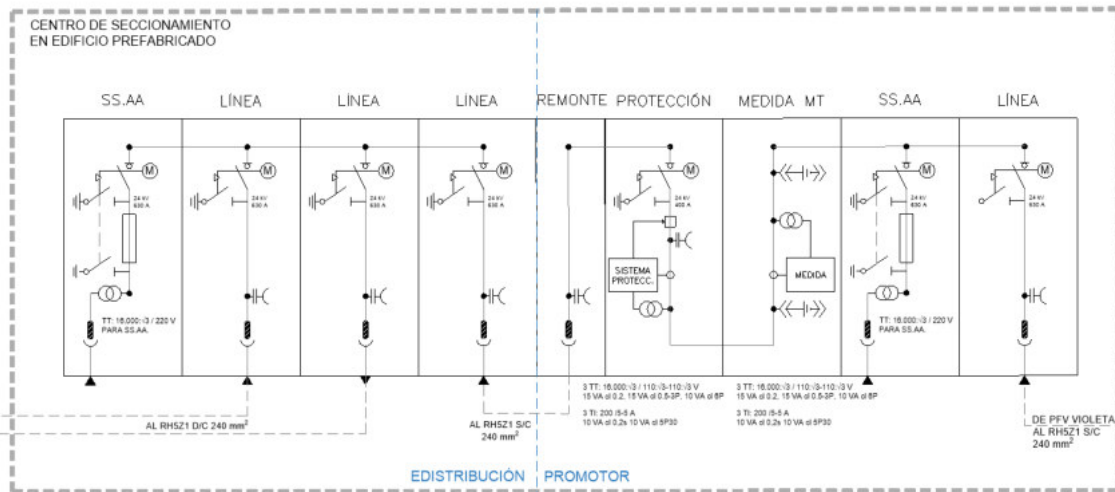 CENTRO DE SECCIONAMIENTO
EN EDIFICIO PREFABRICADO
SS.AA
LÍNEA
LÍNEA
LÍNEA
REMONTE
PROTECCIÓN
MEDIDA MT
SS.AA
LÍNEA
M
24 kV
630 A
M
24 kV
630 A
M
24 kV
630 A
M
24 kV
630 A
M
24 kV
400 A
M
24 kV
630 A
M
24 kV
630 A
SISTEMA
PROTECC.
MEDIDA
TT: 16.000:√3 / 220 V
PARA SS.AA.
TT: 16.000:√3 / 220 V
PARA SS.AA.
3 TT: 16.000:√3 / 110:√3-110:√3 V
15 VA cl 0.2, 15 VA cl 0.5-3P, 10 VA cl 6P
3 TI: 200 /5-5 A
10 VA cl 0,2s 10 VA cl 5P30
3 TT: 16.000:√3 / 110:√3-110:√3 V
15 VA cl 0.2, 15 VA cl 0.5-3P, 10 VA cl 6P
3 TI: 200 /5-5 A
10 VA cl 0,2s 10 VA cl 5P30
AL RH5Z1 D/C 240 mm²
AL RH5Z1 S/C
240 mm²
DE PFV VIOLETA
AL RH5Z1 S/C
240 mm²
EDISTRIBUCIÓN
PROMOTOR